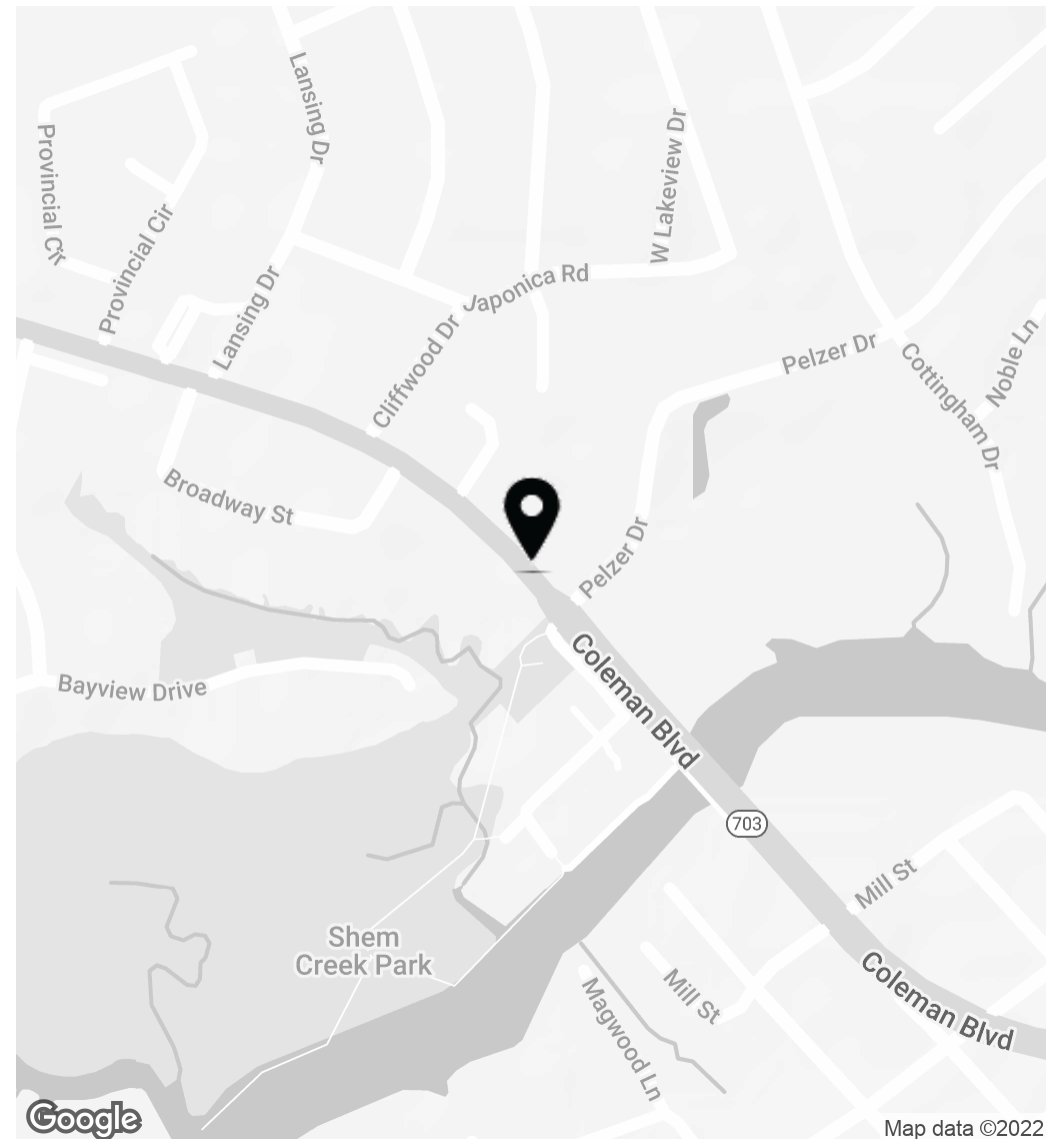 Lansing Dr
Provincial Cir
W Lakeview Dr
Provincial Cir
Lansing Dr
Japonica Rd
Cliffwood Dr
Pelzer Dr
Noble Ln
Cottingham Dr
Broadway St
Pelzer Dr
Coleman Blvd
Bayview Drive
703
Mill St
Shem
Creek Park
Mill St
Coleman Blvd
Magwood Ln
Google
Map data ©2022